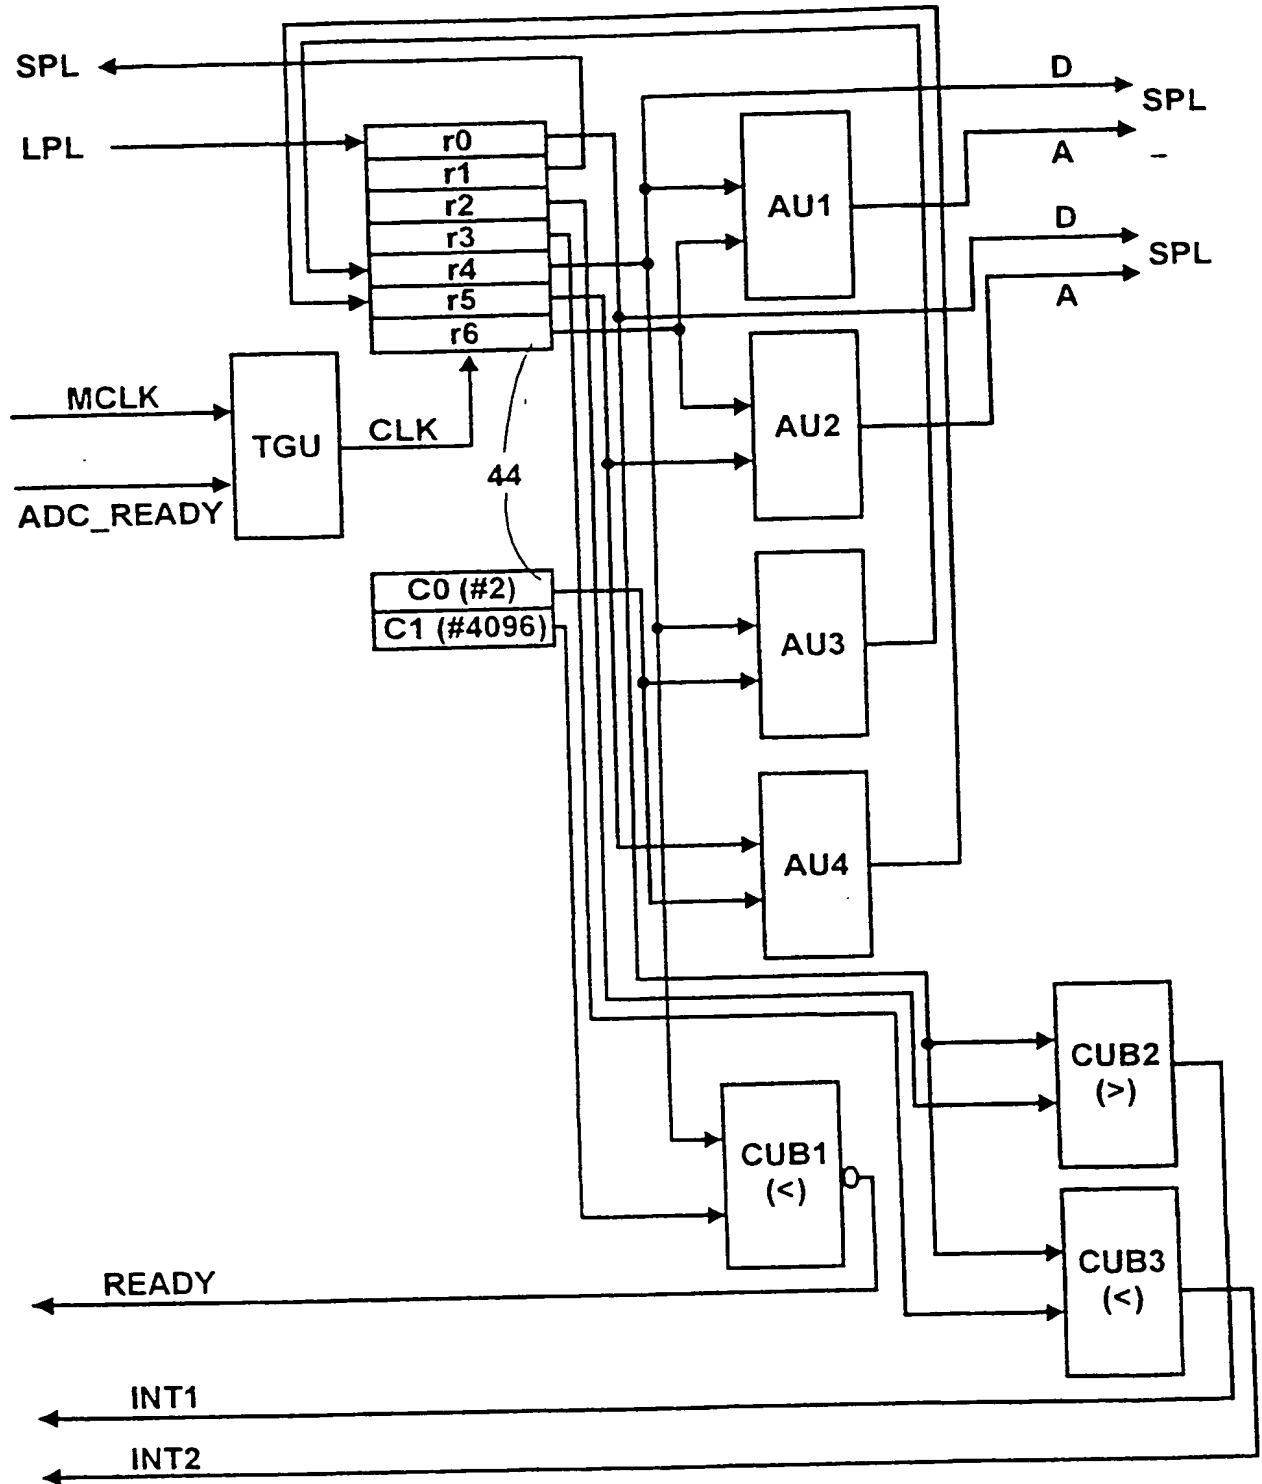 SPL
D
SPL
LPL
A
r0
r1
r2
r3
r4
r5
r6
AU1
D
SPL
A
MCLK
TGU
CLK
ADC_READY
44
AU2
C0 (#2)
C1 (#4096)
AU3
AU4
CUB2
(>)
CUB1
(<)
CUB3
(<)
READY
INT1
INT2